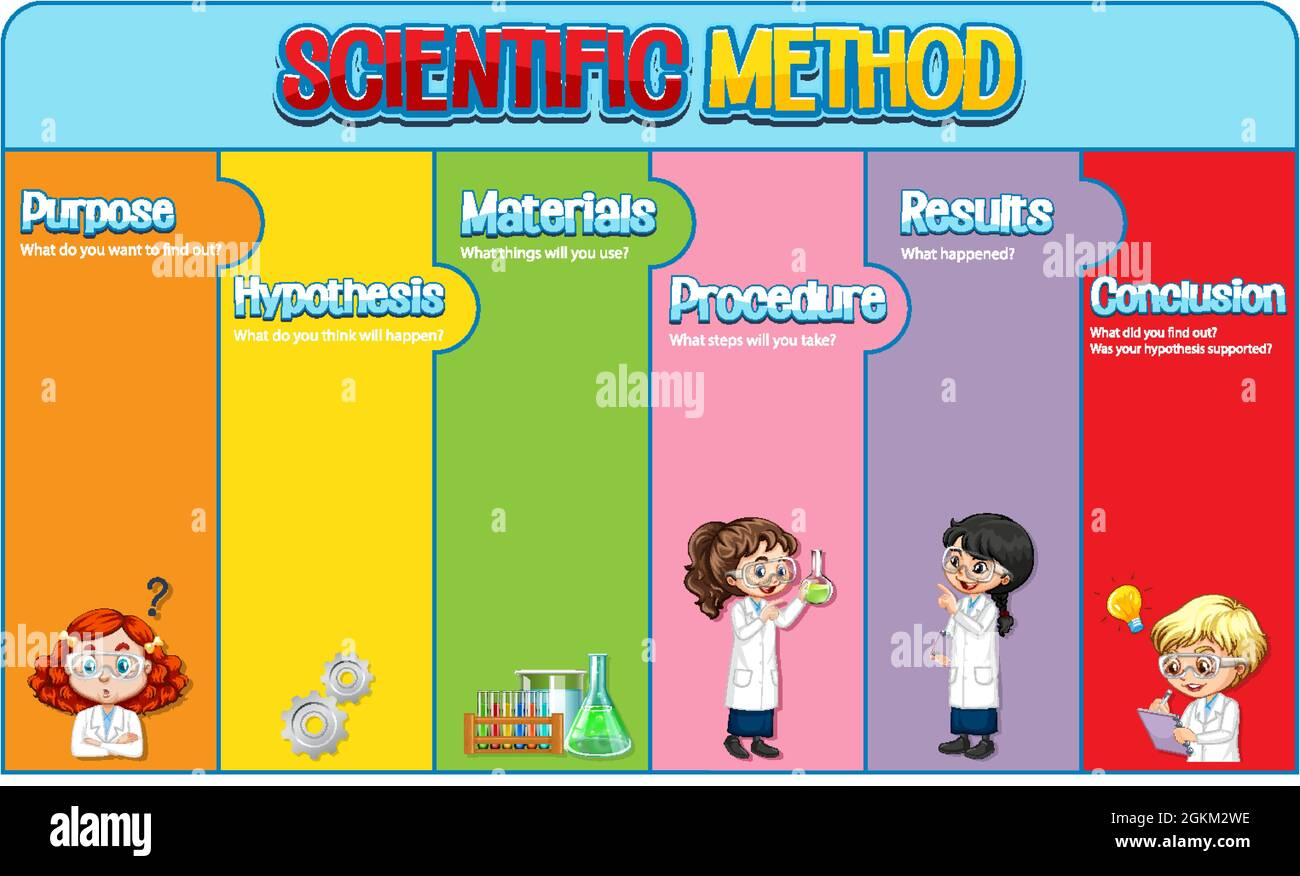 SCIENTIFIC METHOD
Purpose
What do you want to find out?
Hypothesis
What do you think will happen?
Materials
What things will you use?
Procedure
What steps will you take?
Results
What happened?
Conclusion
What did you find out?
Was your hypothesis supported?
?
a a a a a
alamy alamy
a a
a a a a
alamy
a a a a
alamy a a alamy
alamy
Image ID: 2GKM2WE
www.alamy.com